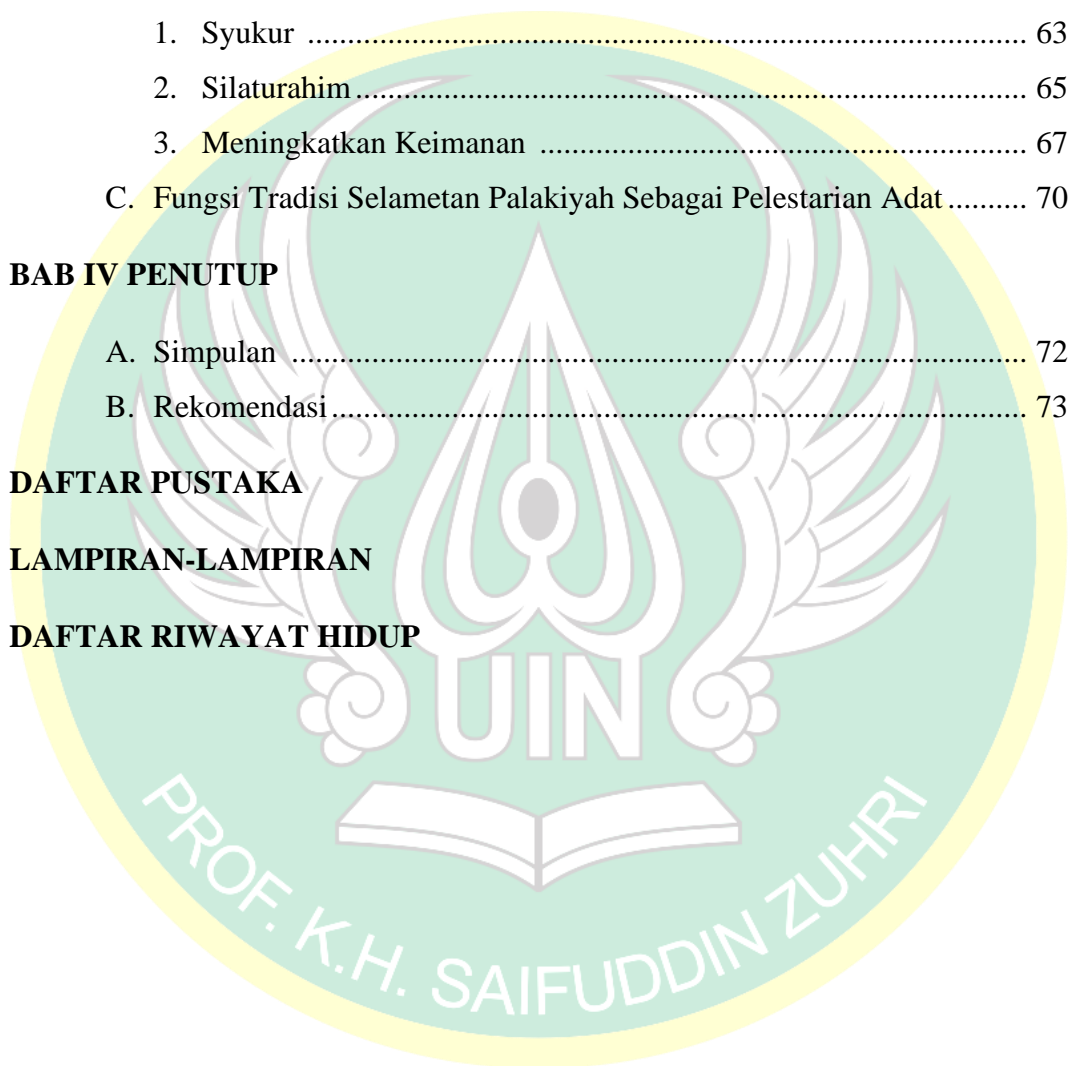 1. Syukur ........................................................................................... 63
2. Silaturahim ..................................................................................... 65
3. Meningkatkan Keimanan .............................................................. 67
C. Fungsi Tradisi Selametan Palakiyah Sebagai Pelestarian Adat .......... 70
BAB IV PENUTUP
A. Simpulan ............................................................................................. 72
B. Rekomendasi ........................................................................................ 73
DAFTAR PUSTAKA
LAMPIRAN-LAMPIRAN
DAFTAR RIWAYAT HIDUP
UIN
PROF. K.H. SAIFUDDIN ZUHRI